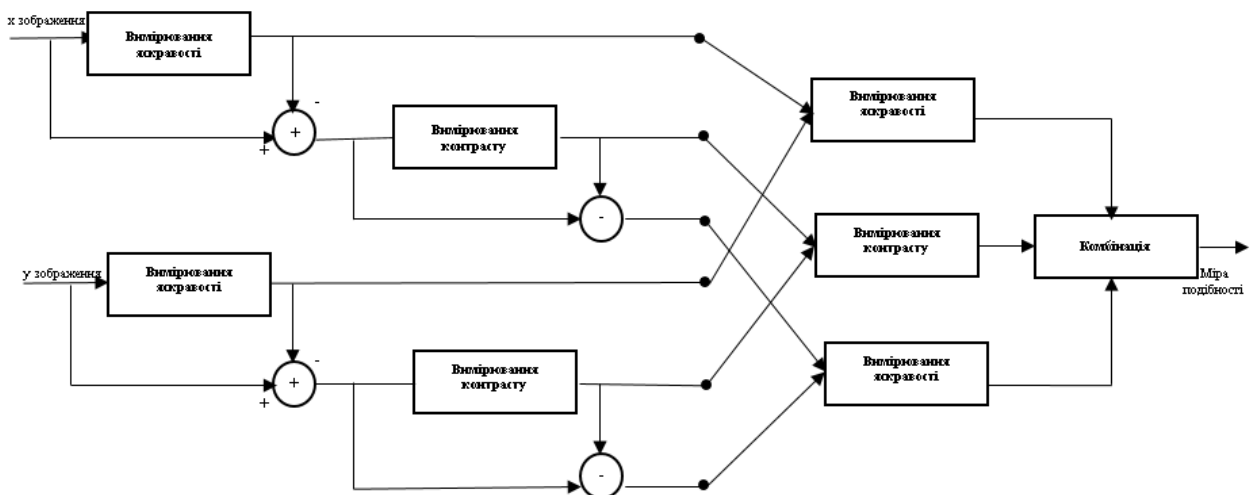 x зображення
Вимірювання
яскравості
-
+
+
Вимірювання
контрасту
-
Вимірювання
яскравості
Вимірювання
контрасту
Комбінація
Міра
подібності
y зображення
Вимірювання
яскравості
-
+
+
Вимірювання
контрасту
-
Вимірювання
яскравості